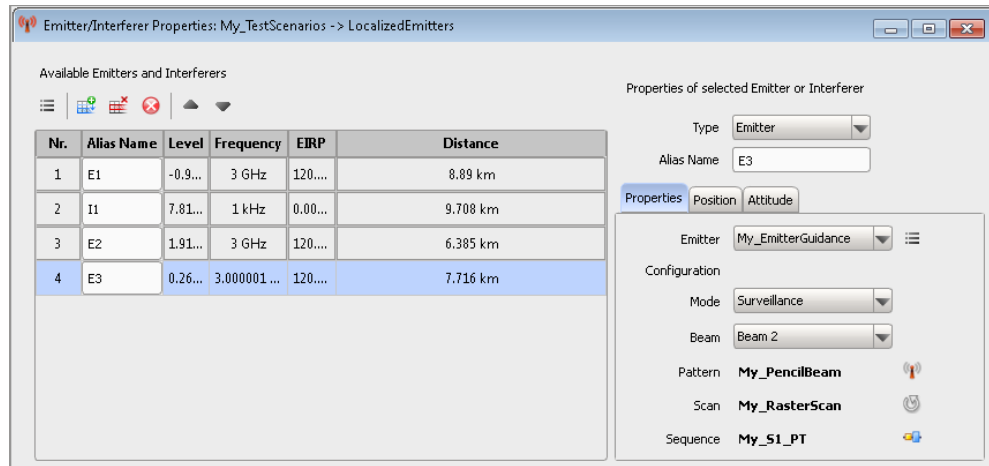 Emitter/Interferer Properties: My_TestScenarios -> LocalizedEmitters
Available Emitters and Interferers
Nr. Alias Name Level Frequency EIRP Distance
1 E1 -0.9... 3 GHz 120.... 8.89 km
2 I1 7.81... 1 kHz 0.00... 9.708 km
3 E2 1.91... 3 GHz 120.... 6.385 km
4 E3 0.26... 3.000001 ... 120.... 7.716 km
Properties of selected Emitter or Interferer
Type Emitter
Alias Name E3
Properties Position Attitude
Emitter My_EmitterGuidance
Configuration
Mode Surveillance
Beam Beam 2
Pattern My_PencilBeam
Scan My_RasterScan
Sequence My_S1_PT